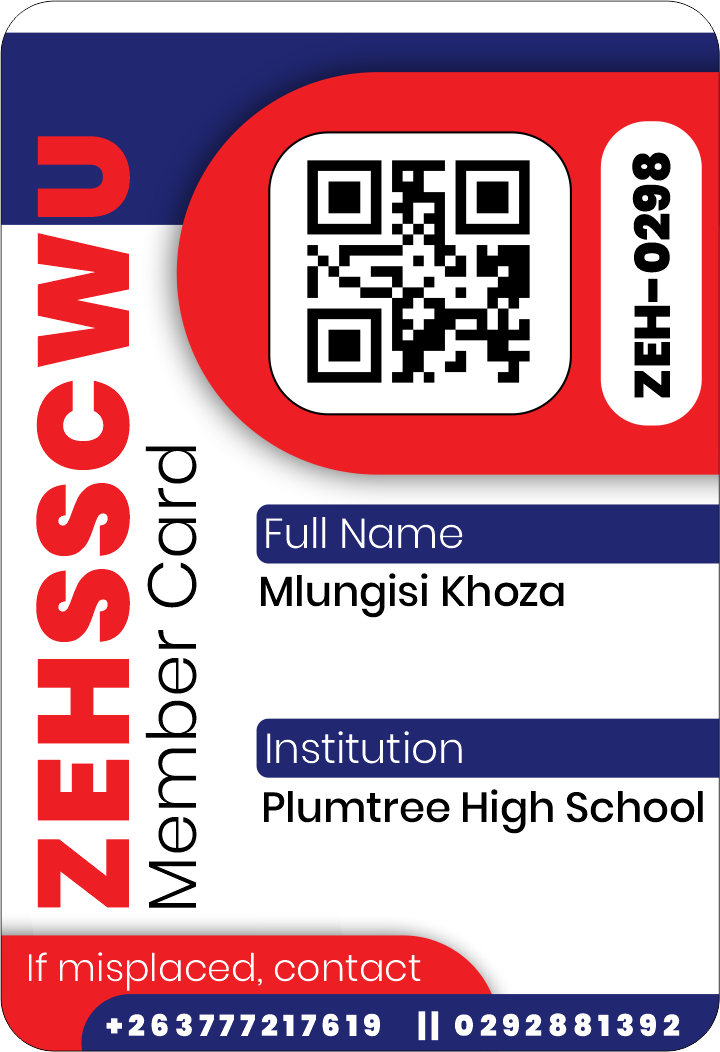 ZEHSSCWU
Member Card
ZEH-0298
Full Name
Mlungisi Khoza
Institution
Plumtree High School
If misplaced, contact
+263777217619 || 0292881392